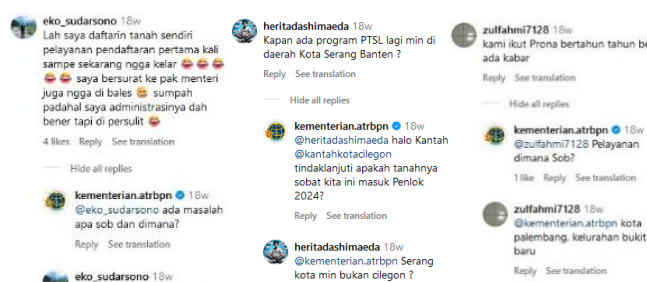 eko_sudarsono 18w
Lah saya daftarin tanah sendiri
pelayanan pendaftaran pertama kali
sampe sekarang ngga kelar 😂😂😂
😂😂 saya bersurat ke pak menteri
juga ngga di bales 🤭 sumpah
padahal saya administrasinya dah
bener tapi di persulit 😂
4 likes Reply See translation
Hide all replies
kementerian.atrbpn 18w
@eko_sudarsono ada masalah
apa sob dan dimana?
Reply See translation
eko_sudarsono 18w
heritadashimaeda 18w
Kapan ada program PTSL lagi min di
daerah Kota Serang Banten ?
Reply See translation
Hide all replies
kementerian.atrbpn 18w
@heritadashimaeda halo Kantah
@kantahkotacilegon
tindaklanjuti apakah tanahnya
sobat kita ini masuk Penlok
2024?
Reply See translation
heritadashimaeda 18w
@kementerian.atrbpn Serang
kota min bukan cilegon ?
zulfahmi7128 18w
kami ikut Prona bertahun tahun
ada kabar
Reply See translation
Hide all replies
kementerian.atrbpn 18w
@zulfahmi7128 Pelayanan
dimana Sob?
1 like Reply See translation
zulfahmi7128 18w
@kementerian.atrbpn kota
palembang, kelurahan bukit
baru
Reply See translation